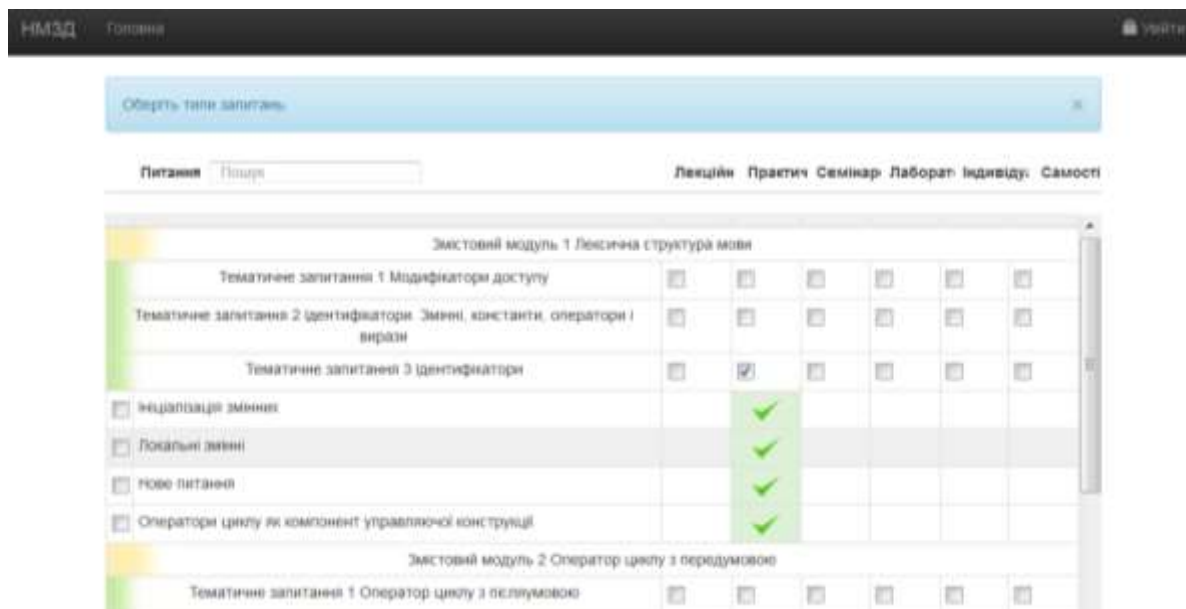 НМЗД Головна Увійти
Оберіть типи запитань
Питання Пошук Лекційн Практич Семінар Лаборат Індивіду. Самості
Змістовий модуль 1 Лексична структура мови
Тематичне запитання 1 Модифікатори доступу
Тематичне запитання 2 Ідентифікатори. Змінні, константи, оператори і
вирази
Тематичне запитання 3 Ідентифікатори
Ініціалізація змінних
Локальні змінні
Нове питання
Оператори циклу як компонент управляючої конструкції
Змістовий модуль 2 Оператор циклу з передумовою
Тематичне запитання 1 Оператор циклу з післяумовою